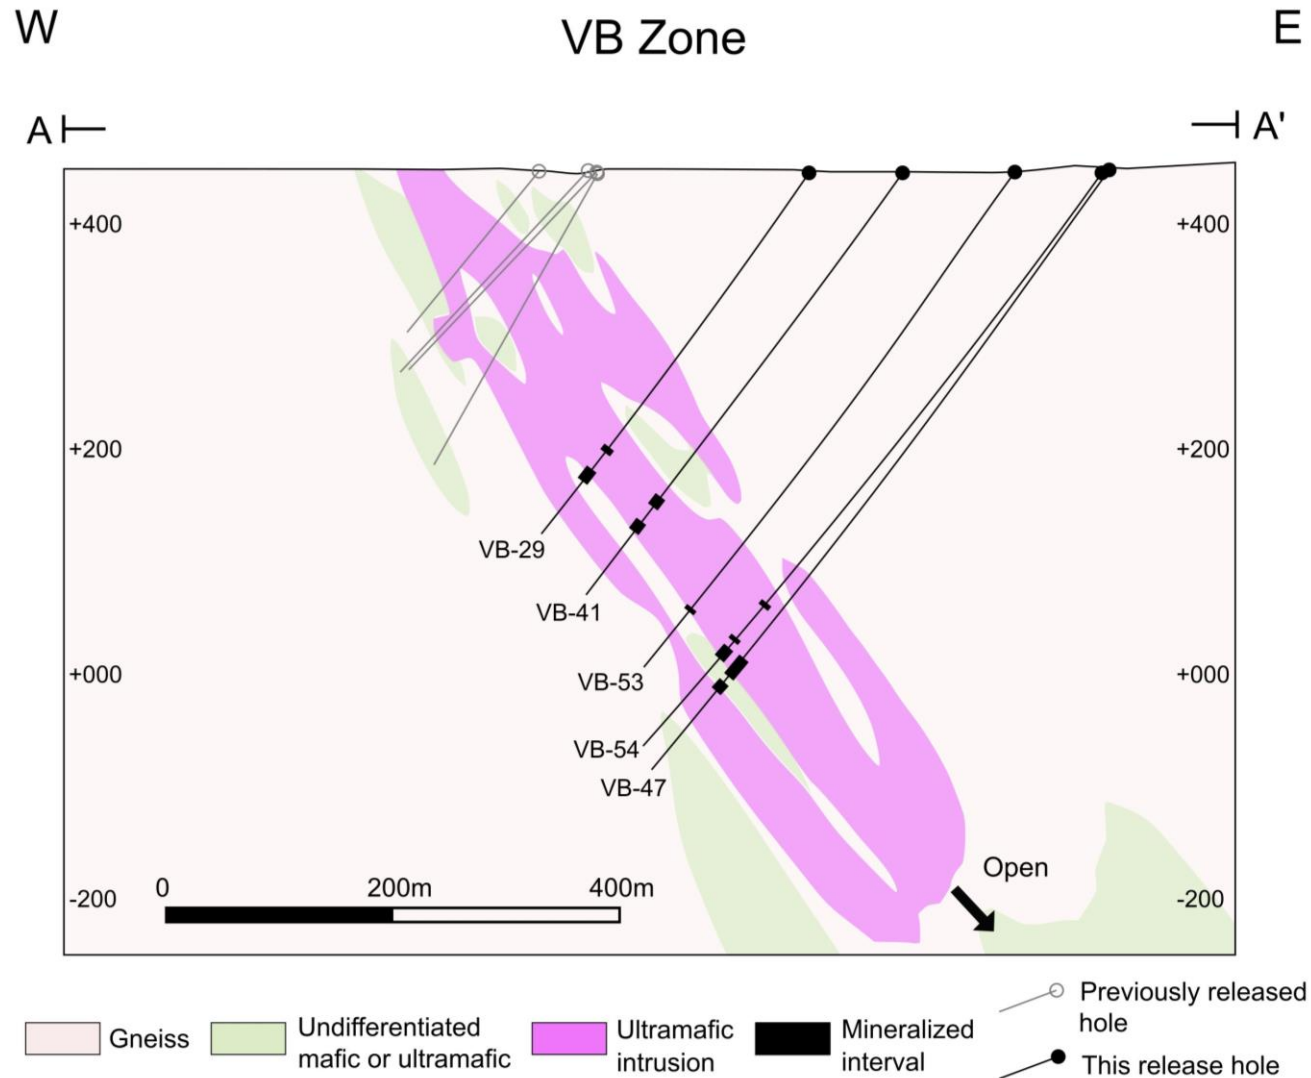 W
VB Zone
E
A
A'
+400
+400
+200
+200
VB-29
VB-41
VB-53
+000
+000
VB-54
VB-47
Open
0
200m
400m
-200
-200
Gneiss
Undifferentiated
mafic or ultramafic
Ultramafic
intrusion
Mineralized
interval
Previously released
hole
This release hole